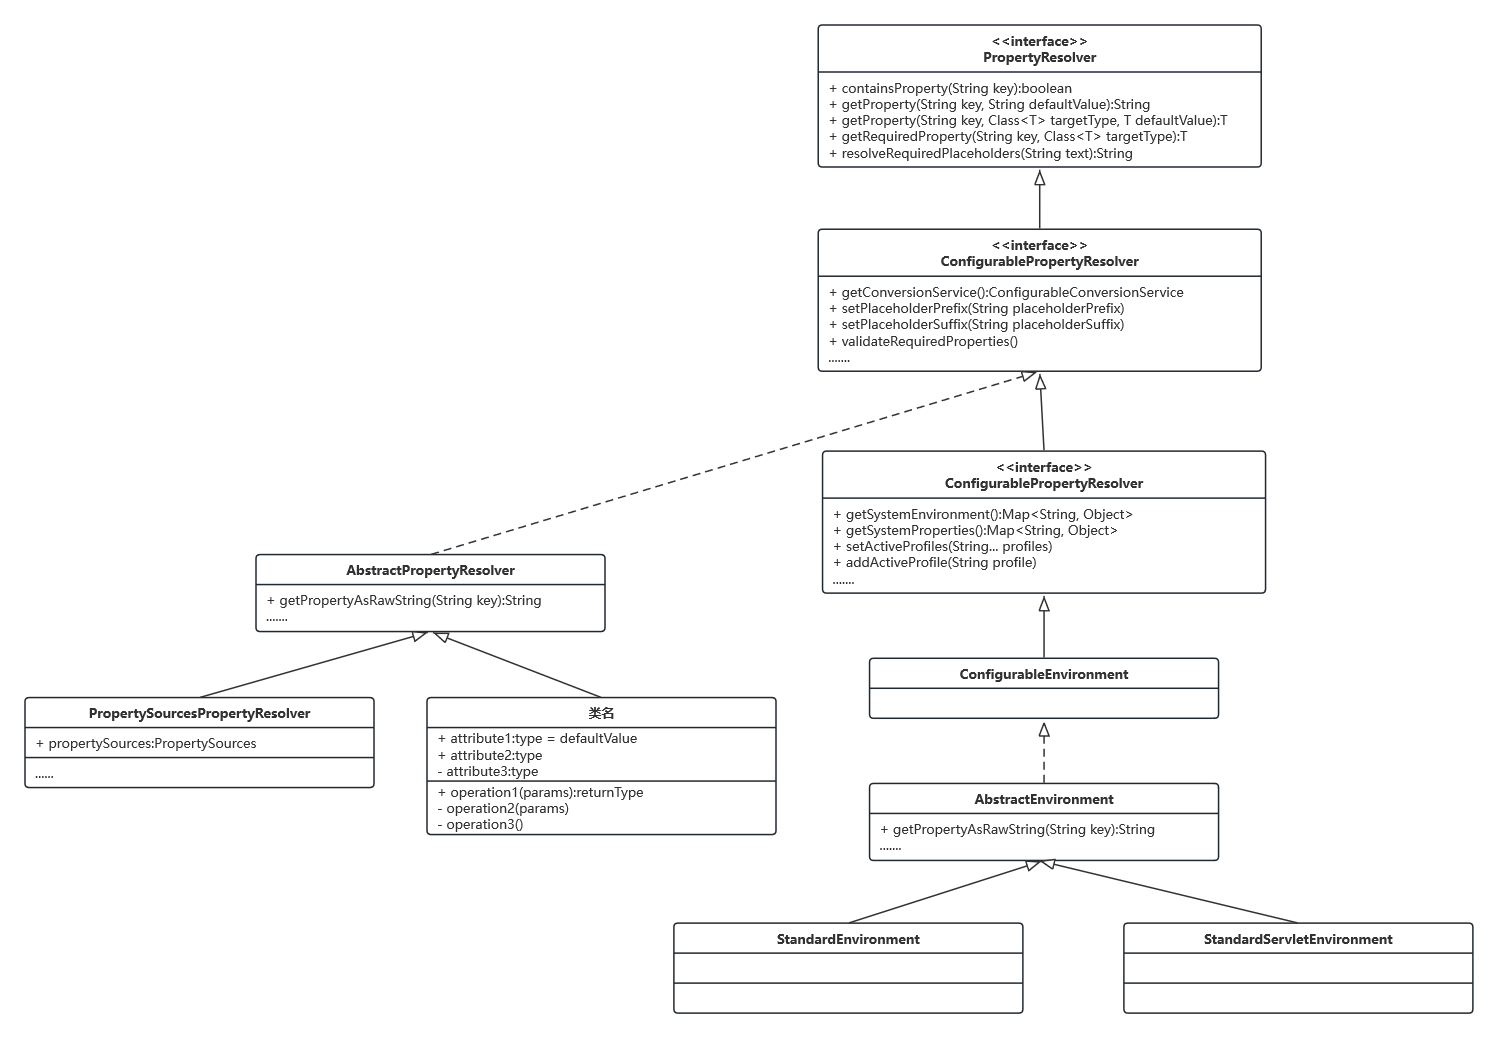 <<interface>>
PropertyResolver
+ containsProperty(String key):boolean
+ getProperty(String key, String defaultValue):String
+ getProperty(String key, Class<T> targetType, T defaultValue):T
+ getRequiredProperty(String key, Class<T> targetType):T
+ resolveRequiredPlaceholders(String text):String
<<interface>>
ConfigurablePropertyResolver
+ getConversionService():ConfigurableConversionService
+ setPlaceholderPrefix(String placeholderPrefix)
+ setPlaceholderSuffix(String placeholderSuffix)
+ validateRequiredProperties()
.......
<<interface>>
ConfigurablePropertyResolver
+ getSystemEnvironment():Map<String, Object>
+ getSystemProperties():Map<String, Object>
+ setActiveProfiles(String... profiles)
+ addActiveProfile(String profile)
.......
AbstractPropertyResolver
+ getPropertyAsRawString(String key):String
.......
PropertySourcesPropertyResolver
+ propertySources:PropertySources
......
类名
+ attribute1:type = defaultValue
+ attribute2:type
- attribute3:type
+ operation1(params):returnType
- operation2(params)
- operation3()
ConfigurableEnvironment
AbstractEnvironment
+ getPropertyAsRawString(String key):String
.......
StandardEnvironment
StandardServletEnvironment